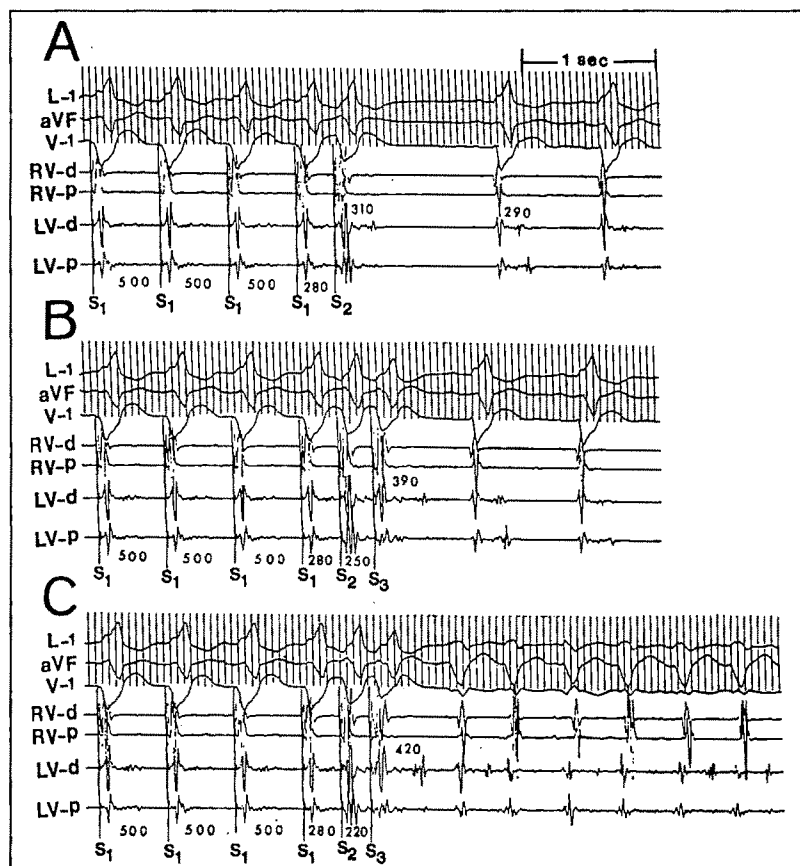 A
1 sec
L-1
aVF
V-1
RV-d
RV-p
310 290
LV-d
LV-p
500 500 500 280
S1 S1 S1 S1 S2
B
L-1
aVF
V-1
RV-d
RV-p
390
LV-d
LV-p
500 500 500 280 250
S1 S1 S1 S1 S2 S3
C
L-1
aVF
V-1
RV-d
RV-p
420
LV-d
LV-p
500 500 500 280 220
S1 S1 S1 S1 S2 S3